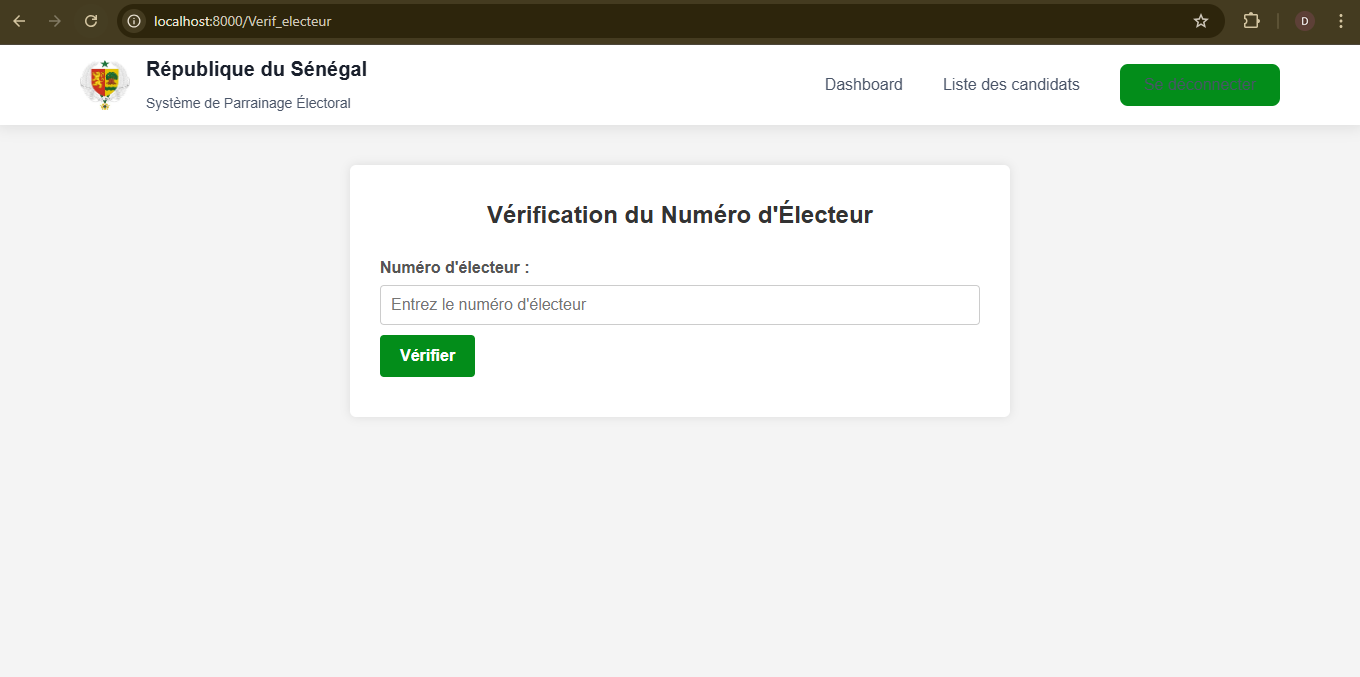 localhost:8000/Verif_electeur
D
République du Sénégal
Système de Parrainage Électoral
Dashboard
Liste des candidats
Se déconnecter
Vérification du Numéro d'Électeur
Numéro d'électeur :
Entrez le numéro d'électeur
Vérifier